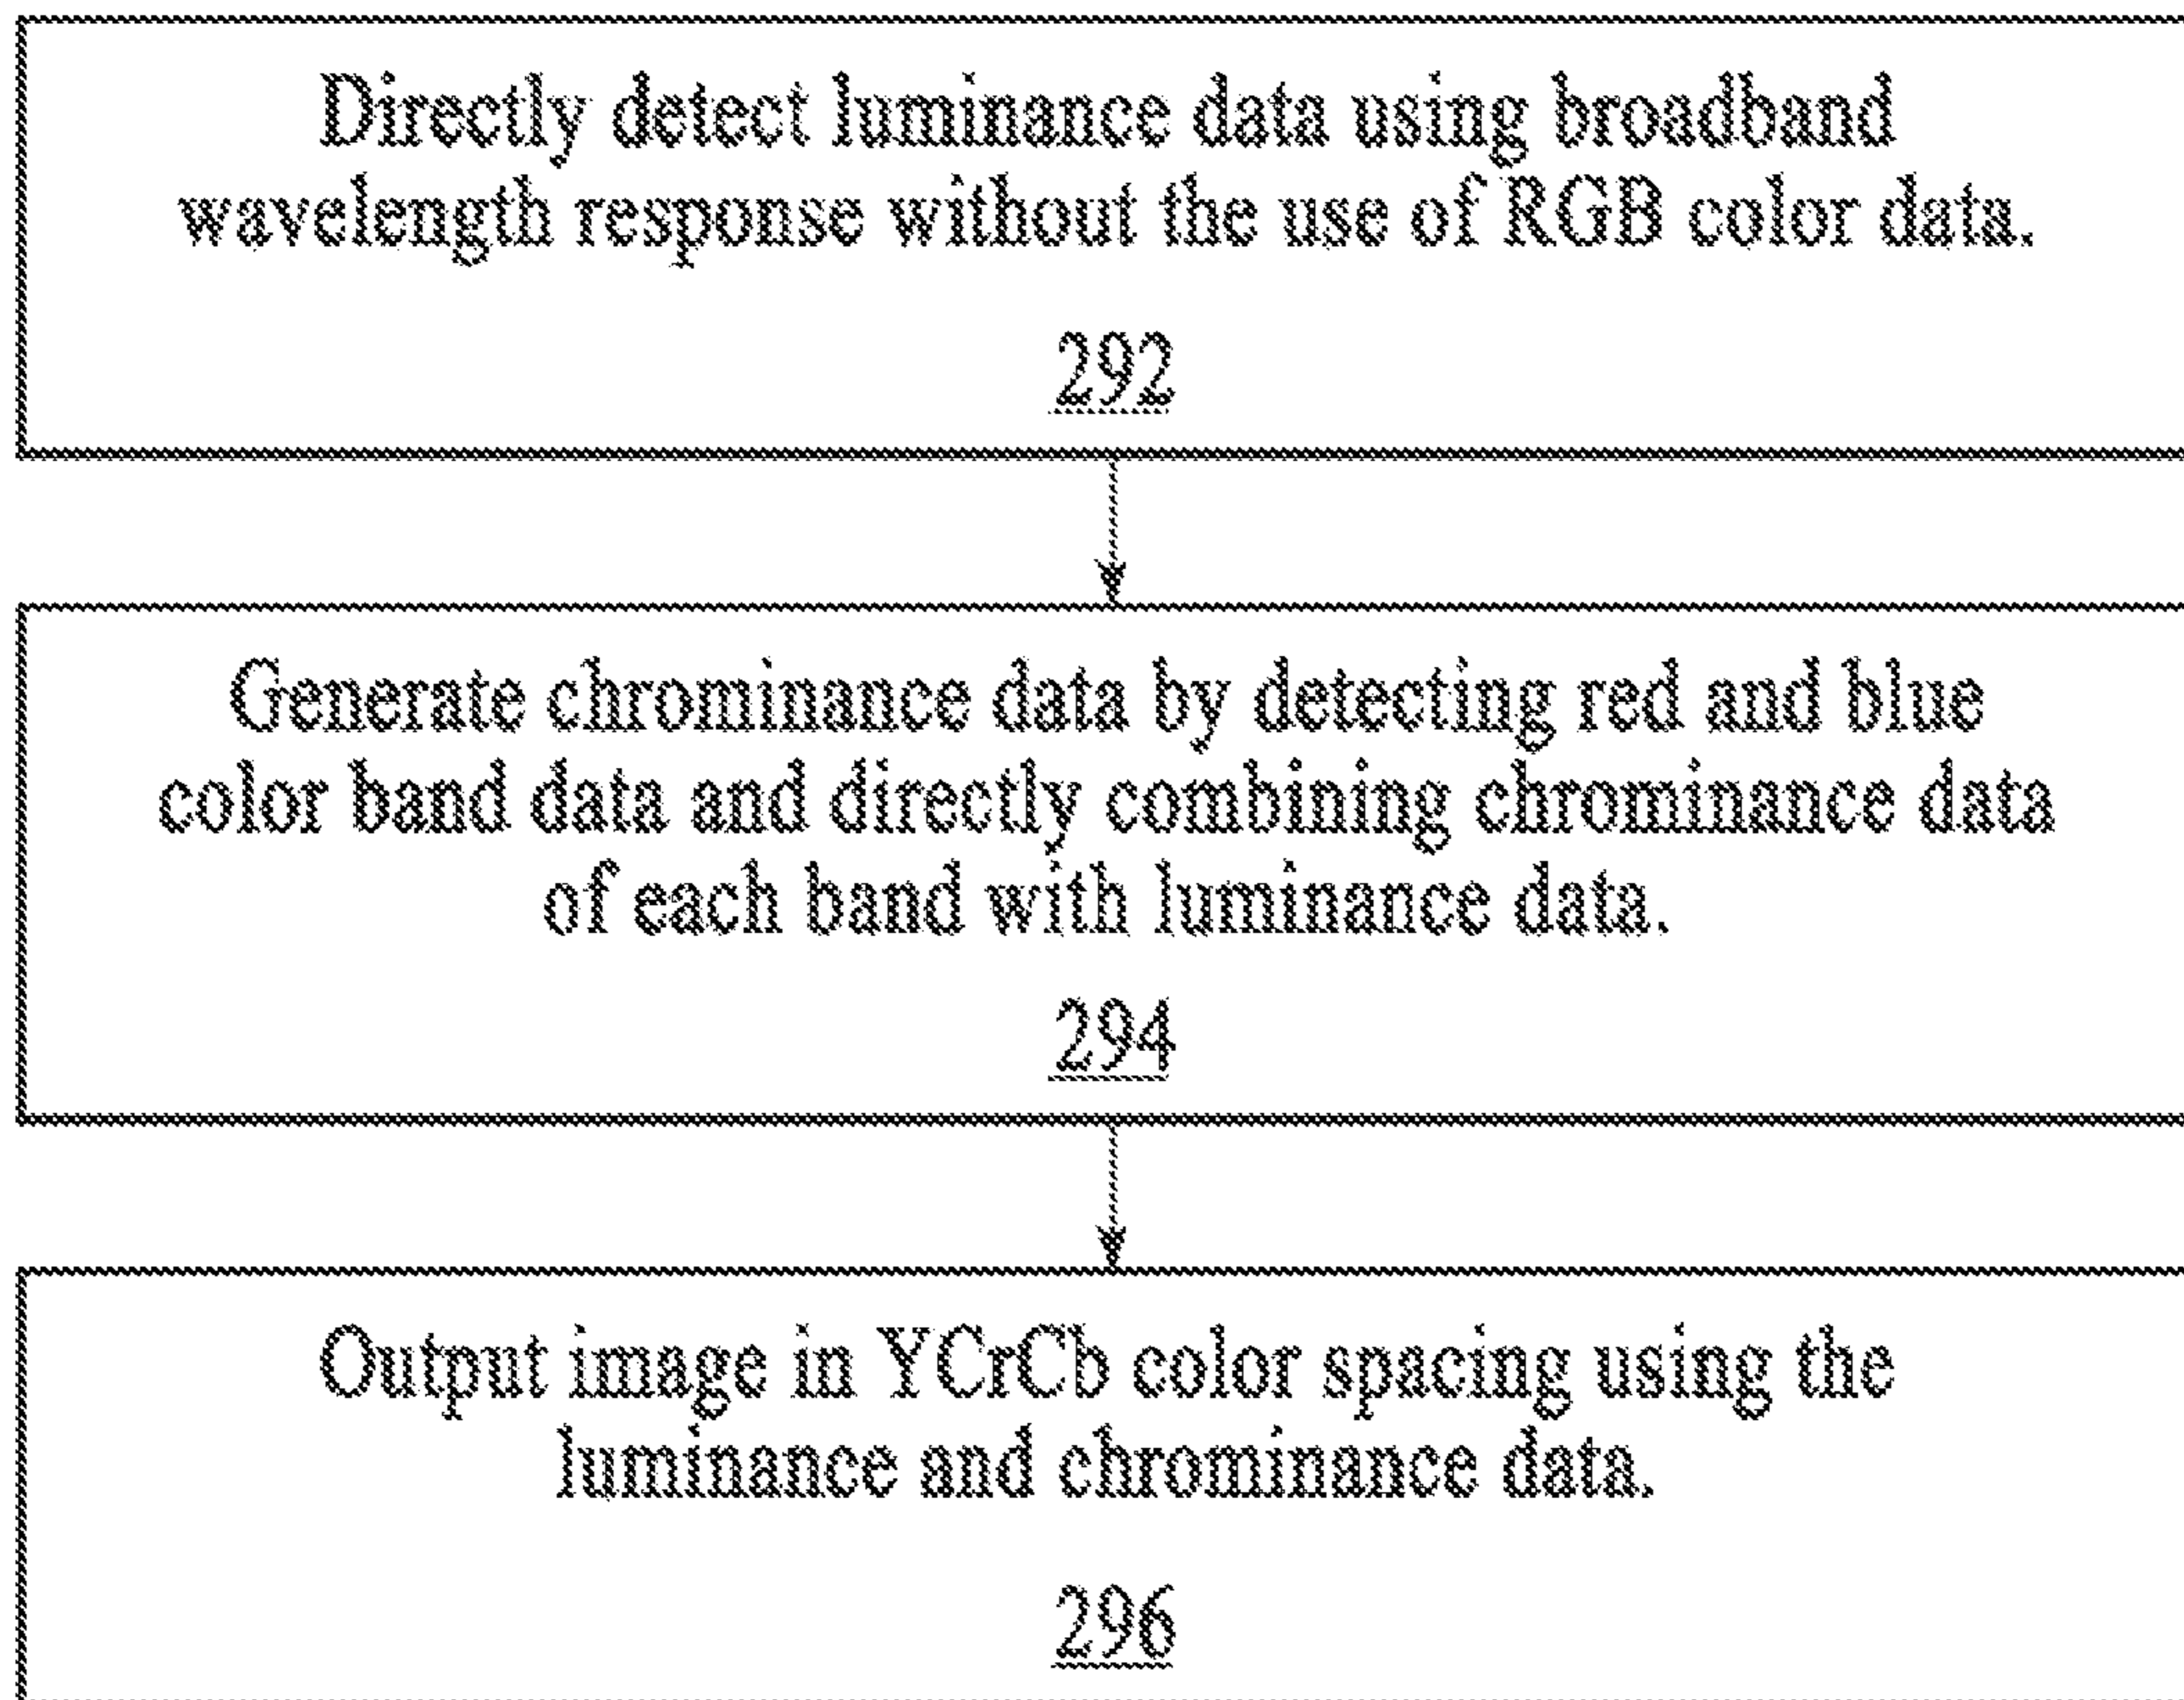 Directly detect luminance data using broadband
wavelength response without the use of RGB color data.
292
Generate chrominance data by detecting red and blue
color band data and directly combining chrominance data
of each band with luminance data.
294
Output image in YCrCb color spacing using the
luminance and chrominance data.
296